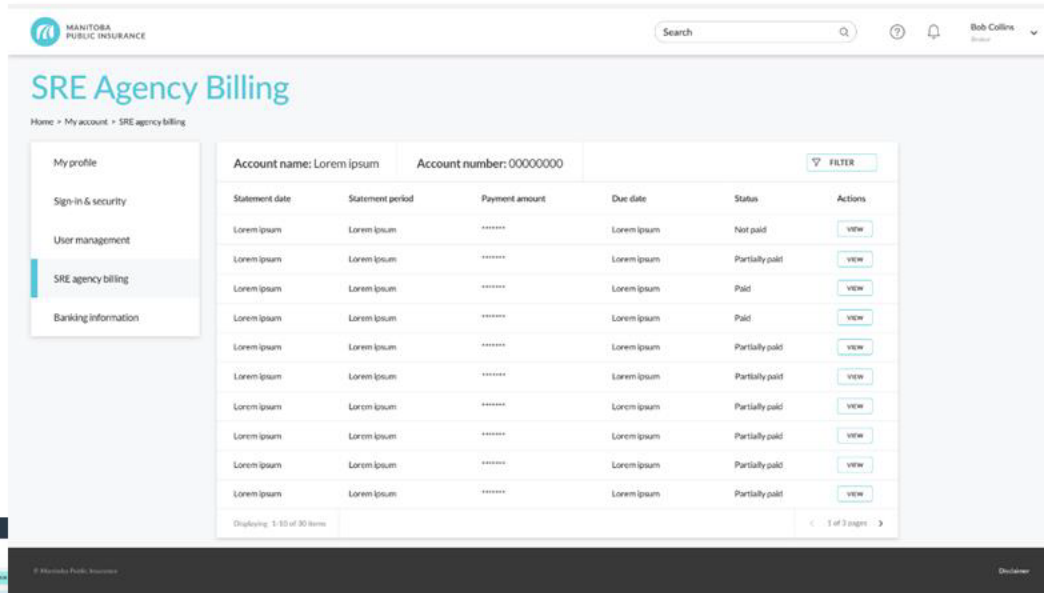 MANITOBA
PUBLIC INSURANCE
Search
Bob Collins
Broker
SRE Agency Billing
Home > My account > SRE agency billing
My profile
Sign-in & security
User management
SRE agency billing
Banking information
Account name: Lorem ipsum Account number: 00000000 FILTER
Statement date Statement period Payment amount Due date Status Actions
Lorem ipsum Lorem ipsum ******* Lorem ipsum Not paid VIEW
Lorem ipsum Lorem ipsum ******* Lorem ipsum Partially paid VIEW
Lorem ipsum Lorem ipsum ******* Lorem ipsum Paid VIEW
Lorem ipsum Lorem ipsum ******* Lorem ipsum Paid VIEW
Lorem ipsum Lorem ipsum ******* Lorem ipsum Partially paid VIEW
Lorem ipsum Lorem ipsum ******* Lorem ipsum Partially paid VIEW
Lorem ipsum Lorem ipsum ******* Lorem ipsum Partially paid VIEW
Lorem ipsum Lorem ipsum ******* Lorem ipsum Partially paid VIEW
Lorem ipsum Lorem ipsum ******* Lorem ipsum Partially paid VIEW
Lorem ipsum Lorem ipsum ******* Lorem ipsum Partially paid VIEW
Displaying 1-10 of 30 items < 1 of 3 pages >
© Manitoba Public Insurance Disclaimer